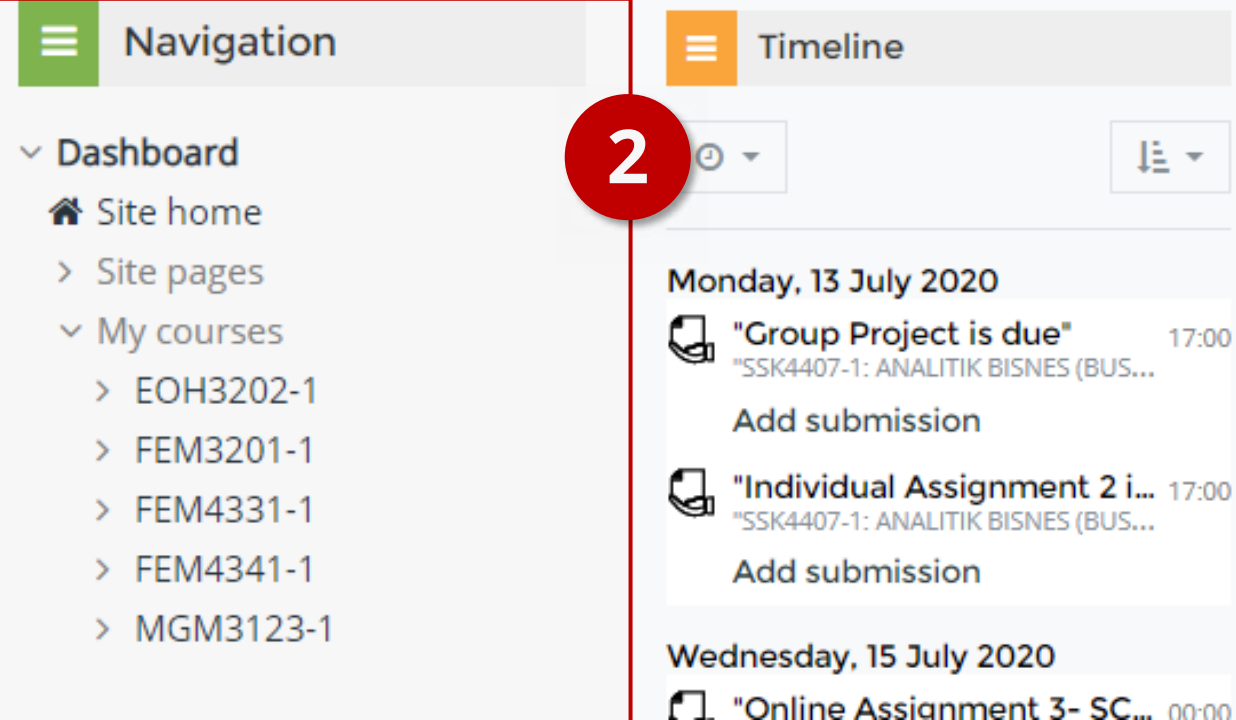 Navigation
Dashboard
Site home
Site pages
My courses
EOH3202-1
FEM3201-1
FEM4331-1
FEM4341-1
MGM3123-1
2
Timeline
Monday, 13 July 2020
"Group Project is due" 17:00
"SSK4407-1: ANALITIK BISNES (BUS...
Add submission
"Individual Assignment 2 i... 17:00
"SSK4407-1: ANALITIK BISNES (BUS...
Add submission
Wednesday, 15 July 2020
"Online Assignment 3- SC... 00:00